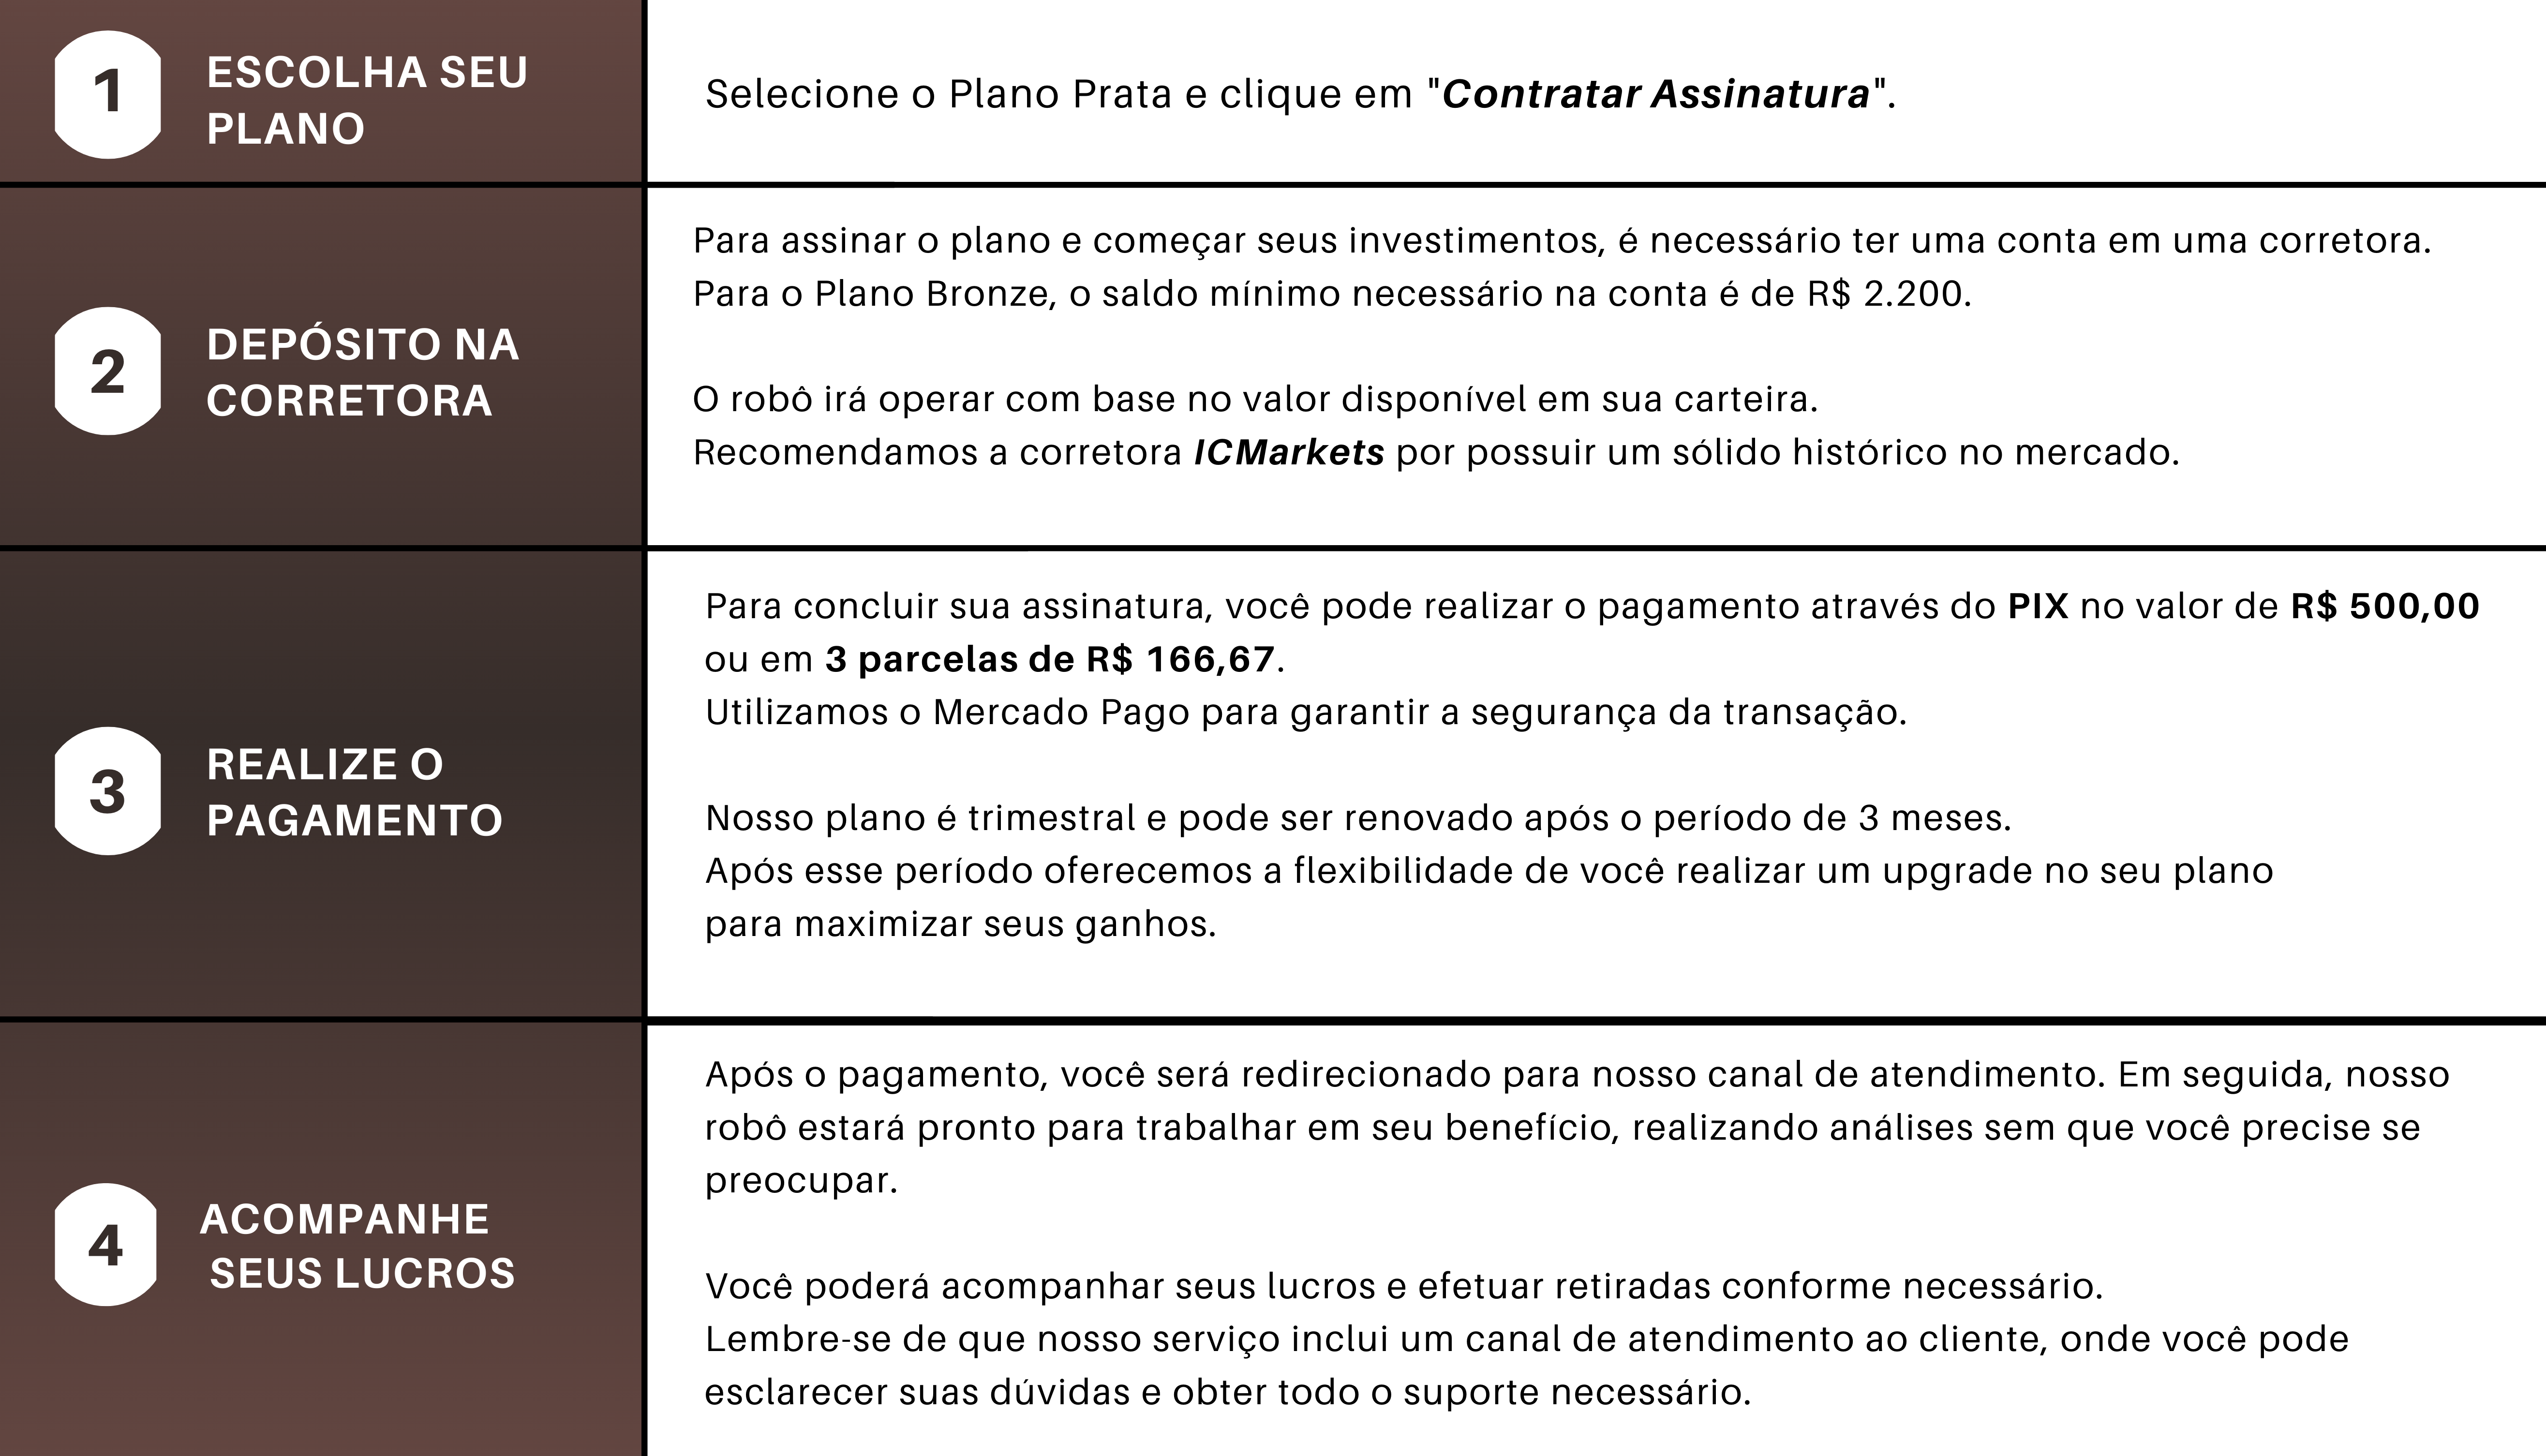 1
ESCOLHA SEU
PLANO
Selecione o Plano Prata e clique em "Contratar Assinatura".
2
DEPÓSITO NA
CORRETORA
Para assinar o plano e começar seus investimentos, é necessário ter uma conta em uma corretora.
Para o Plano Bronze, o saldo mínimo necessário na conta é de R$ 2.200.
O robô irá operar com base no valor disponível em sua carteira.
Recomendamos a corretora ICMarkets por possuir um sólido histórico no mercado.
3
REALIZE O
PAGAMENTO
Para concluir sua assinatura, você pode realizar o pagamento através do PIX no valor de R$ 500,00
ou em 3 parcelas de R$ 166,67.
Utilizamos o Mercado Pago para garantir a segurança da transação.
Nosso plano é trimestral e pode ser renovado após o período de 3 meses.
Após esse período oferecemos a flexibilidade de você realizar um upgrade no seu plano
para maximizar seus ganhos.
4
ACOMPANHE
SEUS LUCROS
Após o pagamento, você será redirecionado para nosso canal de atendimento. Em seguida, nosso
robô estará pronto para trabalhar em seu benefício, realizando análises sem que você precise se
preocupar.
Você poderá acompanhar seus lucros e efetuar retiradas conforme necessário.
Lembre-se de que nosso serviço inclui um canal de atendimento ao cliente, onde você pode
esclarecer suas dúvidas e obter todo o suporte necessário.